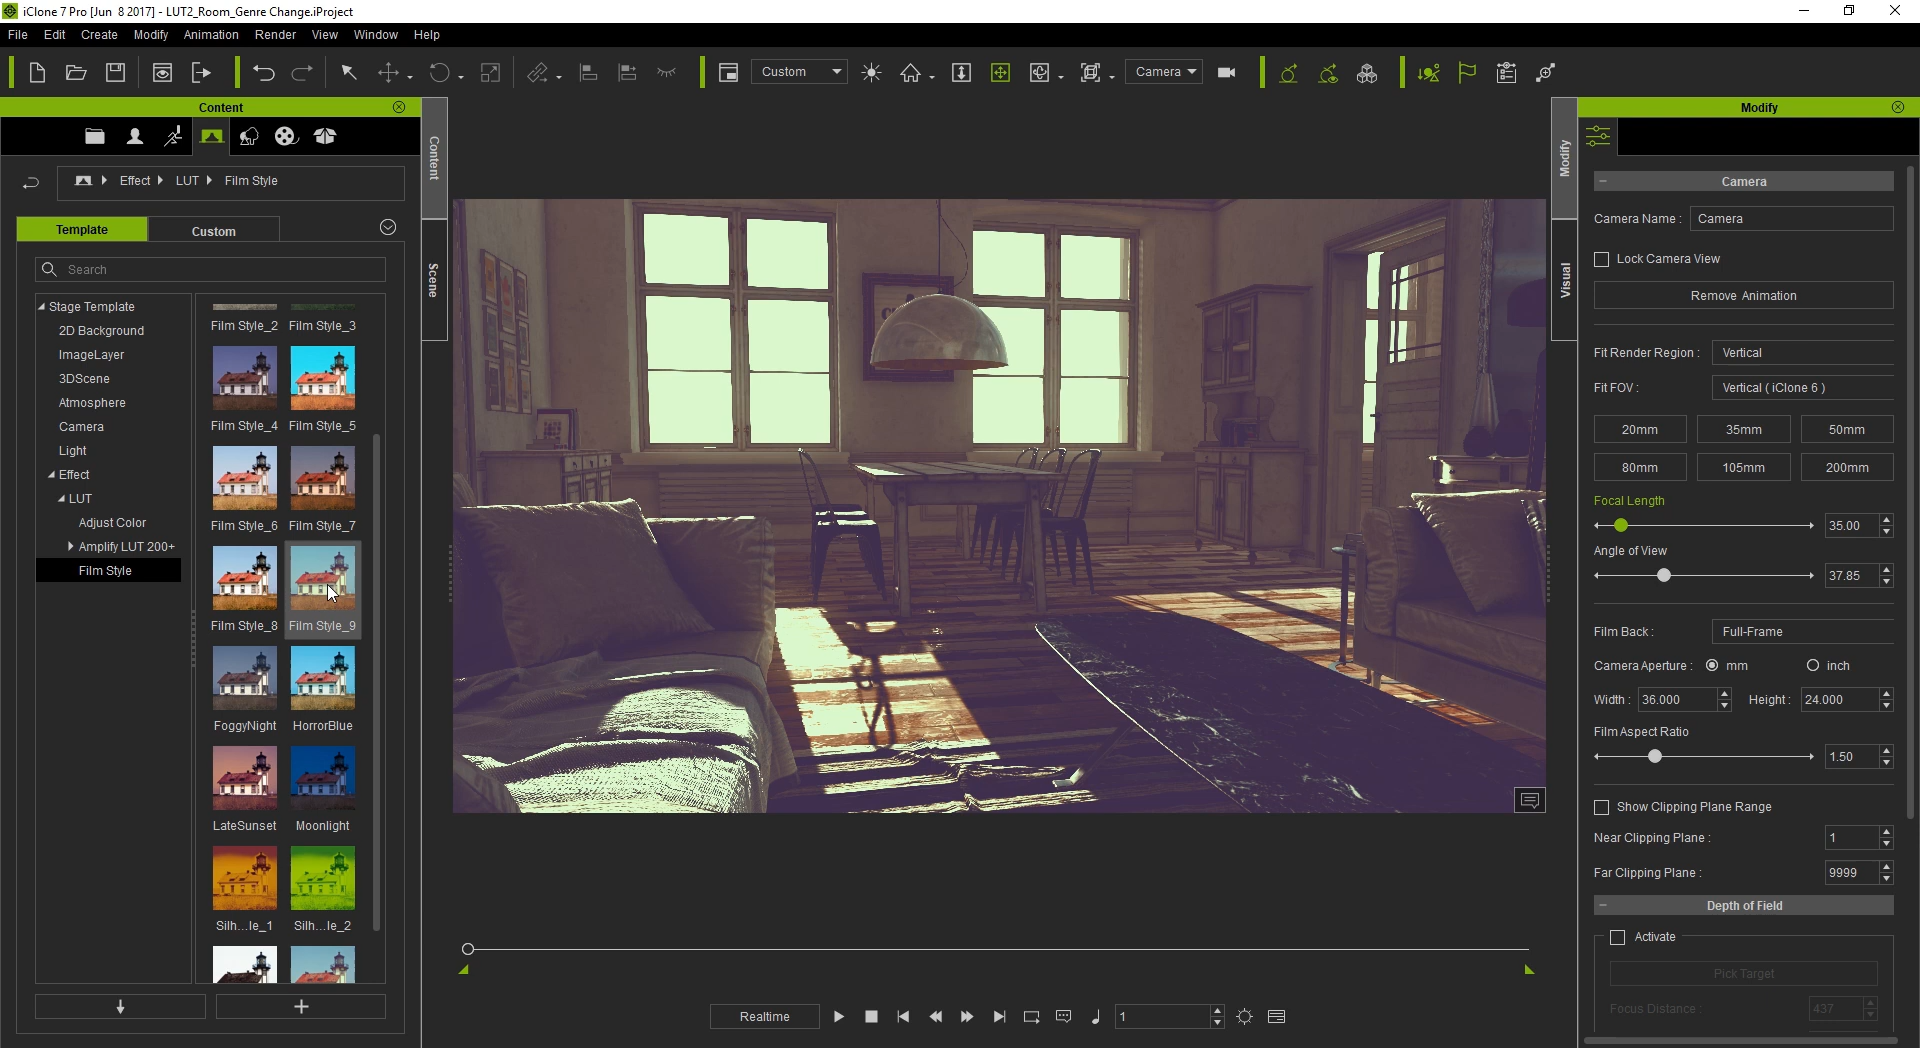 iClone 7 Pro [Jun  8 2017] - LUT2_Room_Genre Change.iProject
File Edit Create Modify Animation Render View Window Help
Custom
Camera
Content
Effect LUT Film Style
Template Custom
Search
Stage Template
2D Background
ImageLayer
3DScene
Atmosphere
Camera
Light
Effect
LUT
Adjust Color
Amplify LUT 200+
Film Style
Film Style_2 Film Style_3
Film Style_4 Film Style_5
Film Style_6 Film Style_7
Film Style_8 Film Style_9
FoggyNight HorrorBlue
LateSunset Moonlight
Silh...le_1 Silh...le_2
Content
Scene
Realtime
1
Modify
Visual
Modify
Camera
Camera Name : Camera
Lock Camera View
Remove Animation
Fit Render Region : Vertical
Fit FOV : Vertical ( iClone 6 )
20mm 35mm 50mm
80mm 105mm 200mm
Focal Length
35.00
Angle of View
37.85
Film Back : Full-Frame
Camera Aperture : mm inch
Width : 36.000 Height : 24.000
Film Aspect Ratio
1.50
Show Clipping Plane Range
Near Clipping Plane : 1
Far Clipping Plane : 9999
Depth of Field
Activate
Pick Target
Focus Distance : 437